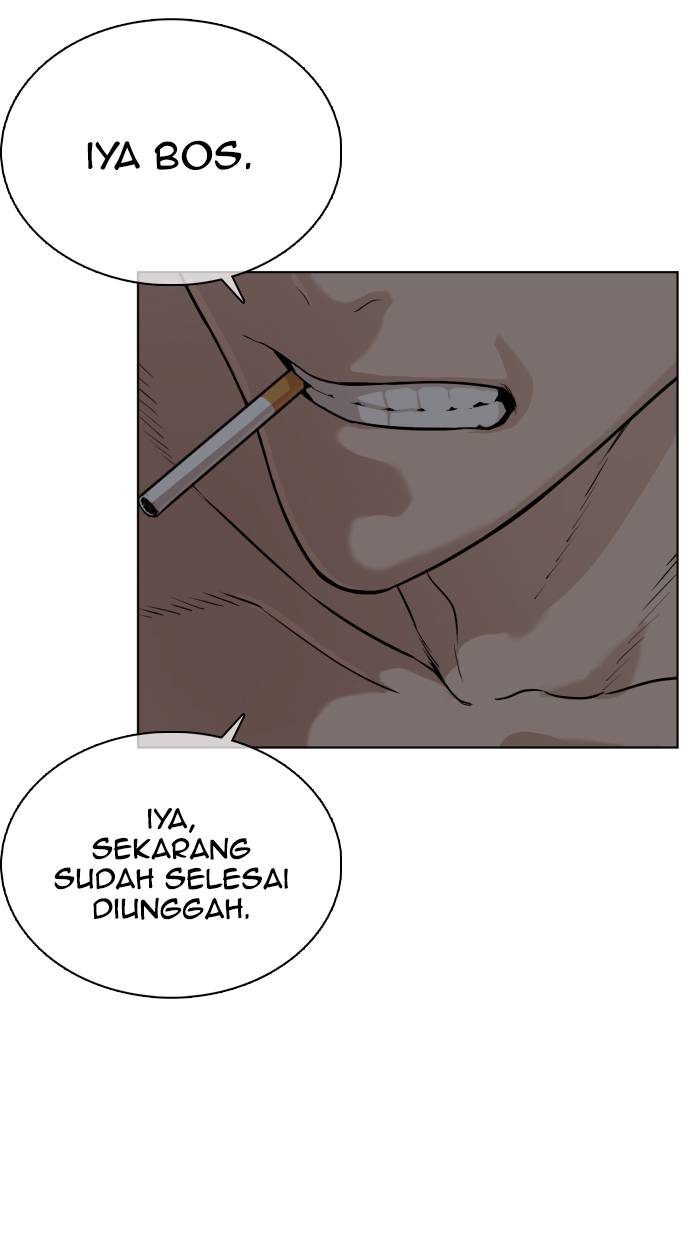 IYA BOS.
IYA,
SEKARANG
SUDAH SELESAI
DIUNGGAH.